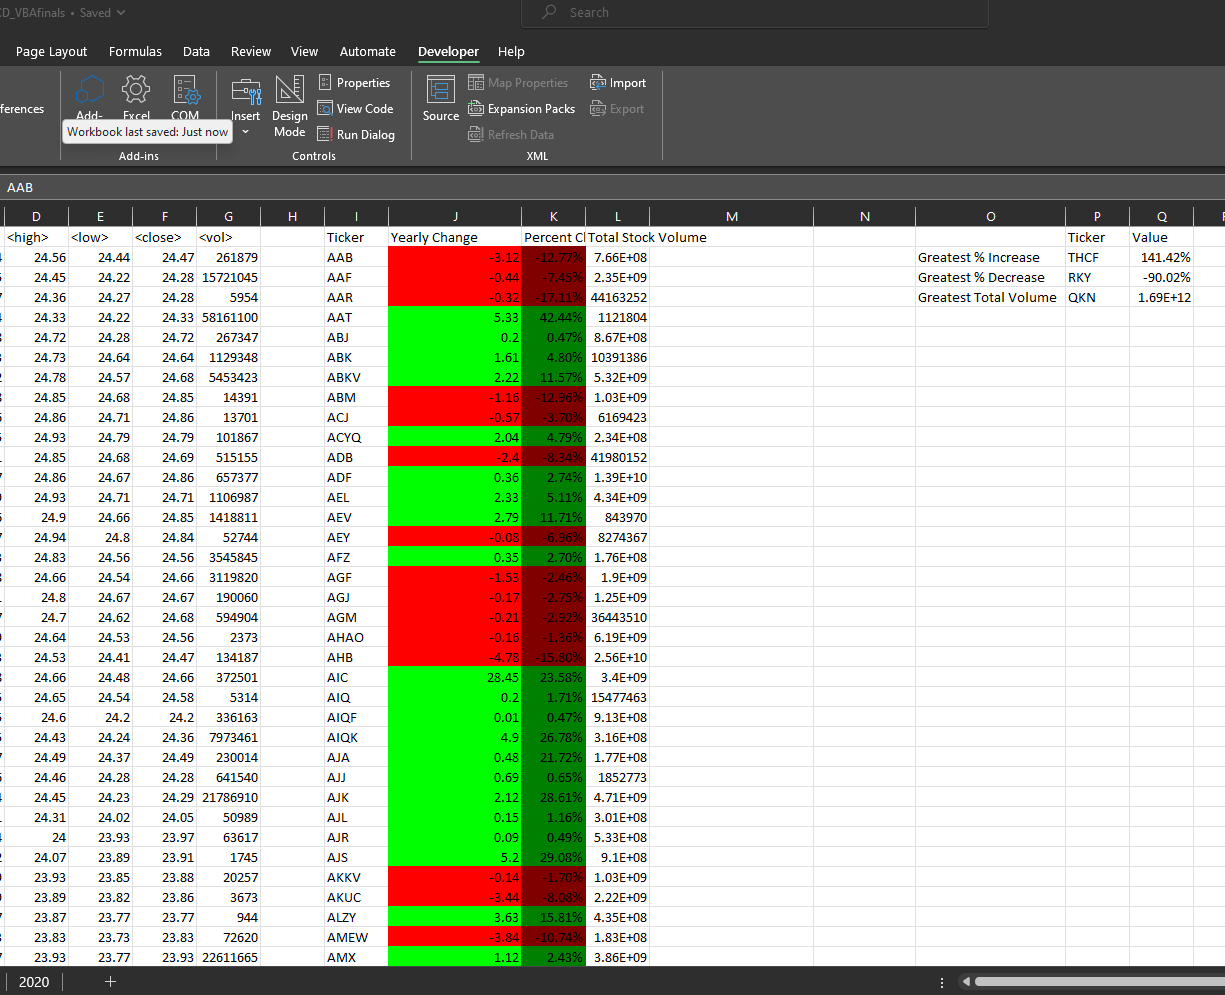 CD_VBAfinals • Saved
Search
Page Layout Formulas Data Review View Automate Developer Help
ferences
Add- Excel COM
Workbook last saved: Just now
Add-ins
Insert Design Mode
Properties
View Code
Run Dialog
Controls
Source
Map Properties
Expansion Packs
Refresh Data
Import
Export
XML
AAB
D E F G H I J K L M N O P Q
<high> <low> <close> <vol> Ticker Yearly Change Percent Cl Total Stock Volume Ticker Value
24.56 24.44 24.47 261879 AAB -3.12 -12.77% 7.66E+08 Greatest % Increase THCF 141.42%
24.45 24.22 24.28 15721045 AAF -0.44 -7.45% 2.35E+09 Greatest % Decrease RKY -90.02%
24.36 24.27 24.28 5954 AAR -0.32 -17.11% 44163252 Greatest Total Volume QKN 1.69E+12
24.33 24.22 24.33 58161100 AAT 5.33 42.44% 1121804
24.72 24.28 24.72 267347 ABJ 0.2 0.47% 8.67E+08
24.73 24.64 24.64 1129348 ABK 1.61 4.80% 10391386
24.78 24.57 24.68 5453423 ABKV 2.22 11.57% 5.32E+09
24.85 24.68 24.85 14391 ABM -1.16 -12.96% 1.03E+09
24.86 24.71 24.86 13701 ACJ -0.57 -3.70% 6169423
24.93 24.79 24.79 101867 ACYQ 2.04 4.79% 2.34E+08
24.85 24.68 24.69 515155 ADB -2.4 -8.34% 41980152
24.86 24.67 24.86 657377 ADF 0.36 2.74% 1.39E+10
24.93 24.71 24.71 1106987 AEL 2.33 5.11% 4.34E+09
24.9 24.66 24.85 1418811 AEV 2.79 11.71% 843970
24.94 24.8 24.84 52744 AEY -0.08 -6.96% 8274367
24.83 24.56 24.56 3545845 AFZ 0.35 2.70% 1.76E+08
24.66 24.54 24.66 3119820 AGF -1.53 -2.46% 1.9E+09
24.8 24.67 24.67 190060 AGJ -0.17 -2.75% 1.25E+09
24.7 24.62 24.68 594904 AGM -0.21 -2.92% 36443510
24.64 24.53 24.56 2373 AHAO -0.16 -1.36% 6.19E+09
24.53 24.41 24.47 134187 AHB -4.78 -15.80% 2.56E+10
24.66 24.48 24.66 372501 AIC 28.45 23.58% 3.4E+09
24.65 24.54 24.58 5314 AIQ 0.2 1.71% 15477463
24.6 24.2 24.2 336163 AIQF 0.01 0.47% 9.13E+08
24.43 24.24 24.36 7973461 AIQK 4.9 26.78% 3.16E+08
24.49 24.37 24.49 230014 AJA 0.48 21.72% 1.77E+08
24.46 24.28 24.28 641540 AJJ 0.69 0.65% 1852773
24.45 24.23 24.29 21786910 AJK 2.12 28.61% 4.71E+09
24.31 24.02 24.05 50989 AJL 0.15 1.16% 3.01E+08
24 23.93 23.97 63617 AJR 0.09 0.49% 5.33E+08
24.07 23.89 23.91 1745 AJS 5.2 29.08% 9.1E+08
23.93 23.85 23.88 20257 AKKV -0.14 -1.70% 1.03E+09
23.89 23.82 23.86 3673 AKUC -3.44 -8.08% 2.22E+09
23.87 23.77 23.77 944 ALZY 3.63 15.81% 4.35E+08
23.83 23.73 23.83 72620 AMEW -3.84 -10.74% 1.83E+08
23.93 23.77 23.93 22611665 AMX 1.12 2.43% 3.86E+09
2020 +